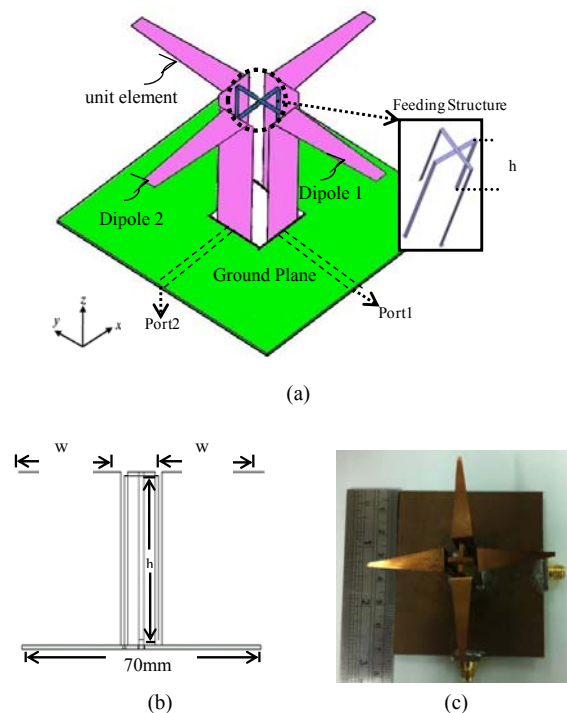 (a)
unit element
Feeding Structure
h
Dipole 1
Dipole 2
Ground Plane
Port2
Port1
z
y
x
(a)
w
w
h
70mm
(b)
(c)